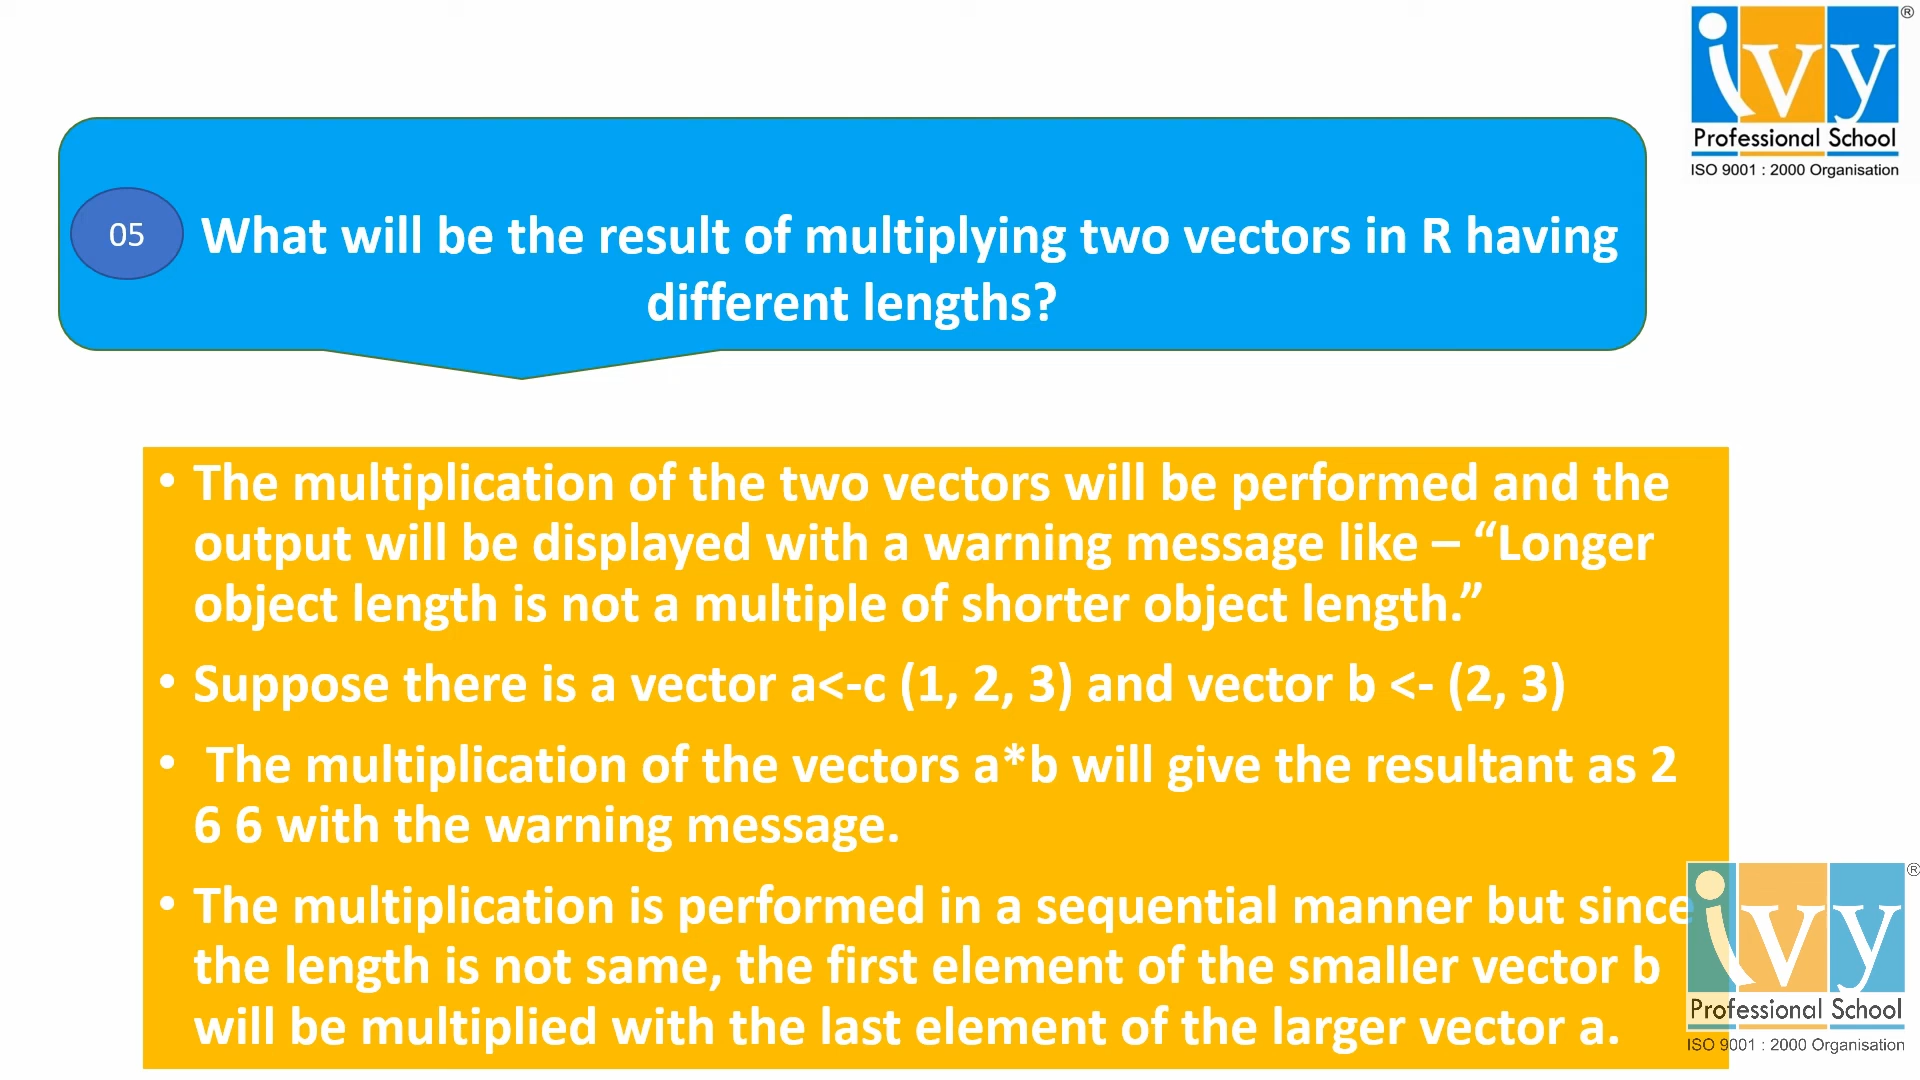 ivy
®
Professional School
ISO 9001 : 2000 Organisation
05
What will be the result of multiplying two vectors in R having
different lengths?
• The multiplication of the two vectors will be performed and the
output will be displayed with a warning message like – “Longer
object length is not a multiple of shorter object length.”
• Suppose there is a vector a<-c (1, 2, 3) and vector b <- (2, 3)
• The multiplication of the vectors a*b will give the resultant as 2
6 6 with the warning message.
• The multiplication is performed in a sequential manner but since
the length is not same, the first element of the smaller vector b
will be multiplied with the last element of the larger vector a.
ivy
®
Professional School
ISO 9001 : 2000 Organisation